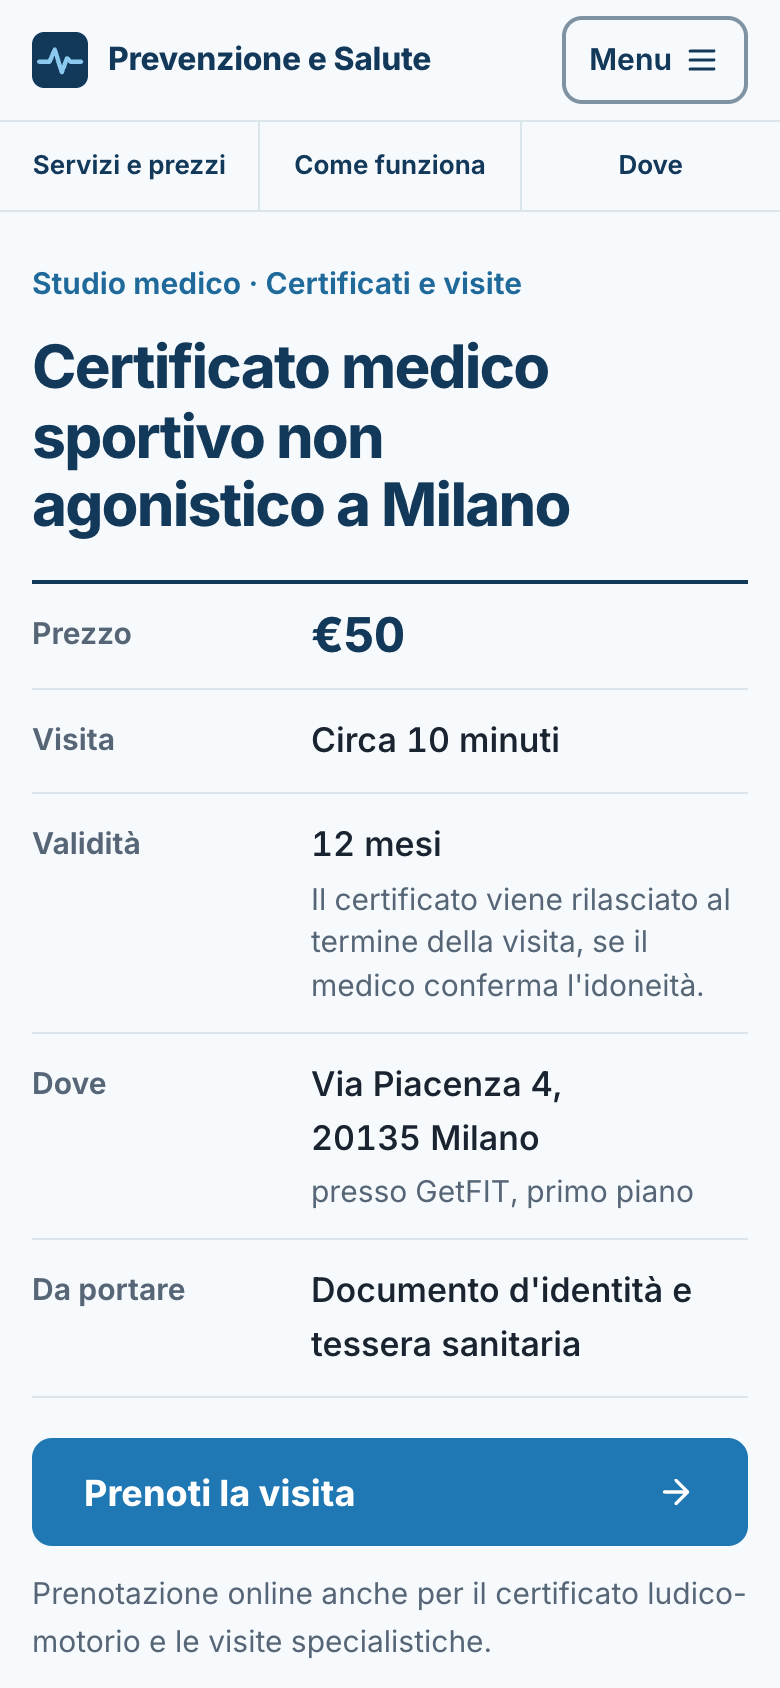 Prevenzione e Salute
Menu
Servizi e prezzi
Come funziona
Dove
Studio medico · Certificati e visite
Certificato medico
sportivo non
agonistico a Milano
Prezzo
€50
Visita
Circa 10 minuti
Validità
12 mesi
Il certificato viene rilasciato al
termine della visita, se il
medico conferma l'idoneità.
Dove
Via Piacenza 4,
20135 Milano
presso GetFIT, primo piano
Da portare
Documento d'identità e
tessera sanitaria
Prenoti la visita
Prenotazione online anche per il certificato ludico-
motorio e le visite specialistiche.